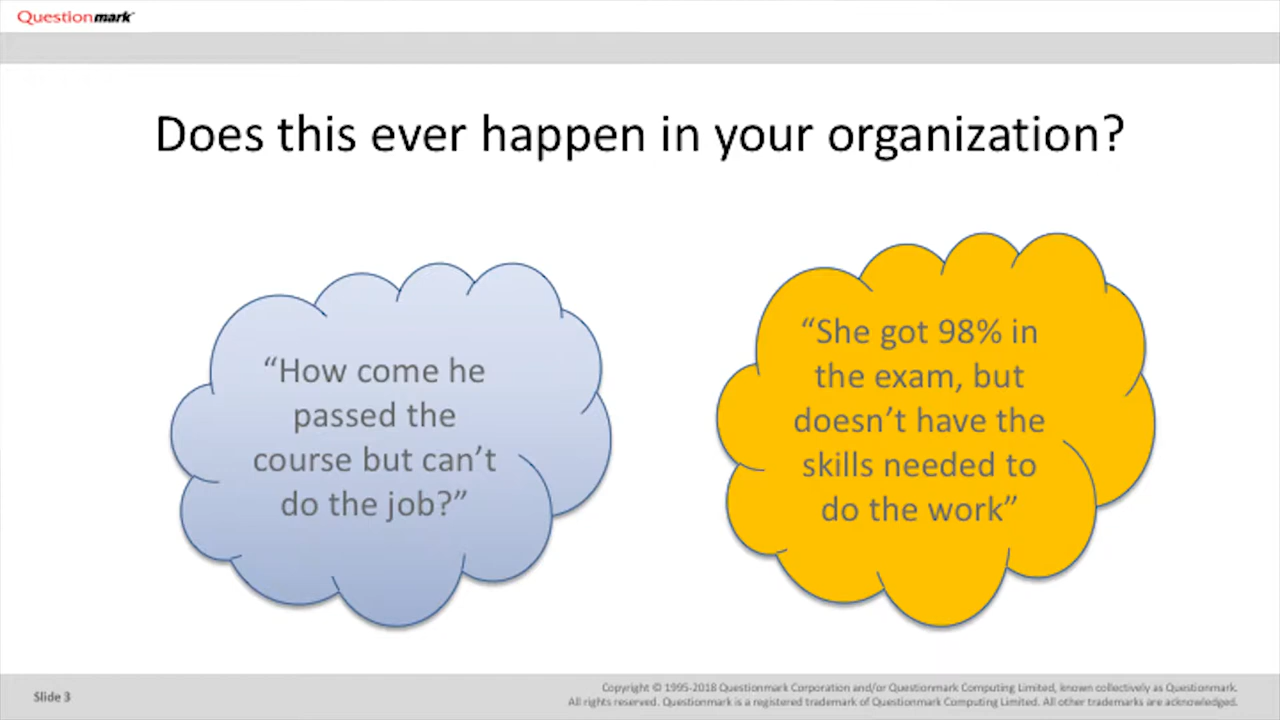 Questionmark
Does this ever happen in your organization?
“How come he
passed the
course but can’t
do the job?”
“She got 98% in
the exam, but
doesn’t have the
skills needed to
do the work”
Slide 3
Copyright © 1995-2018 Questionmark Corporation and/or Questionmark Computing Limited, known collectively as Questionmark.
All rights reserved. Questionmark is a registered trademark of Questionmark Computing Limited. All other trademarks are acknowledged.